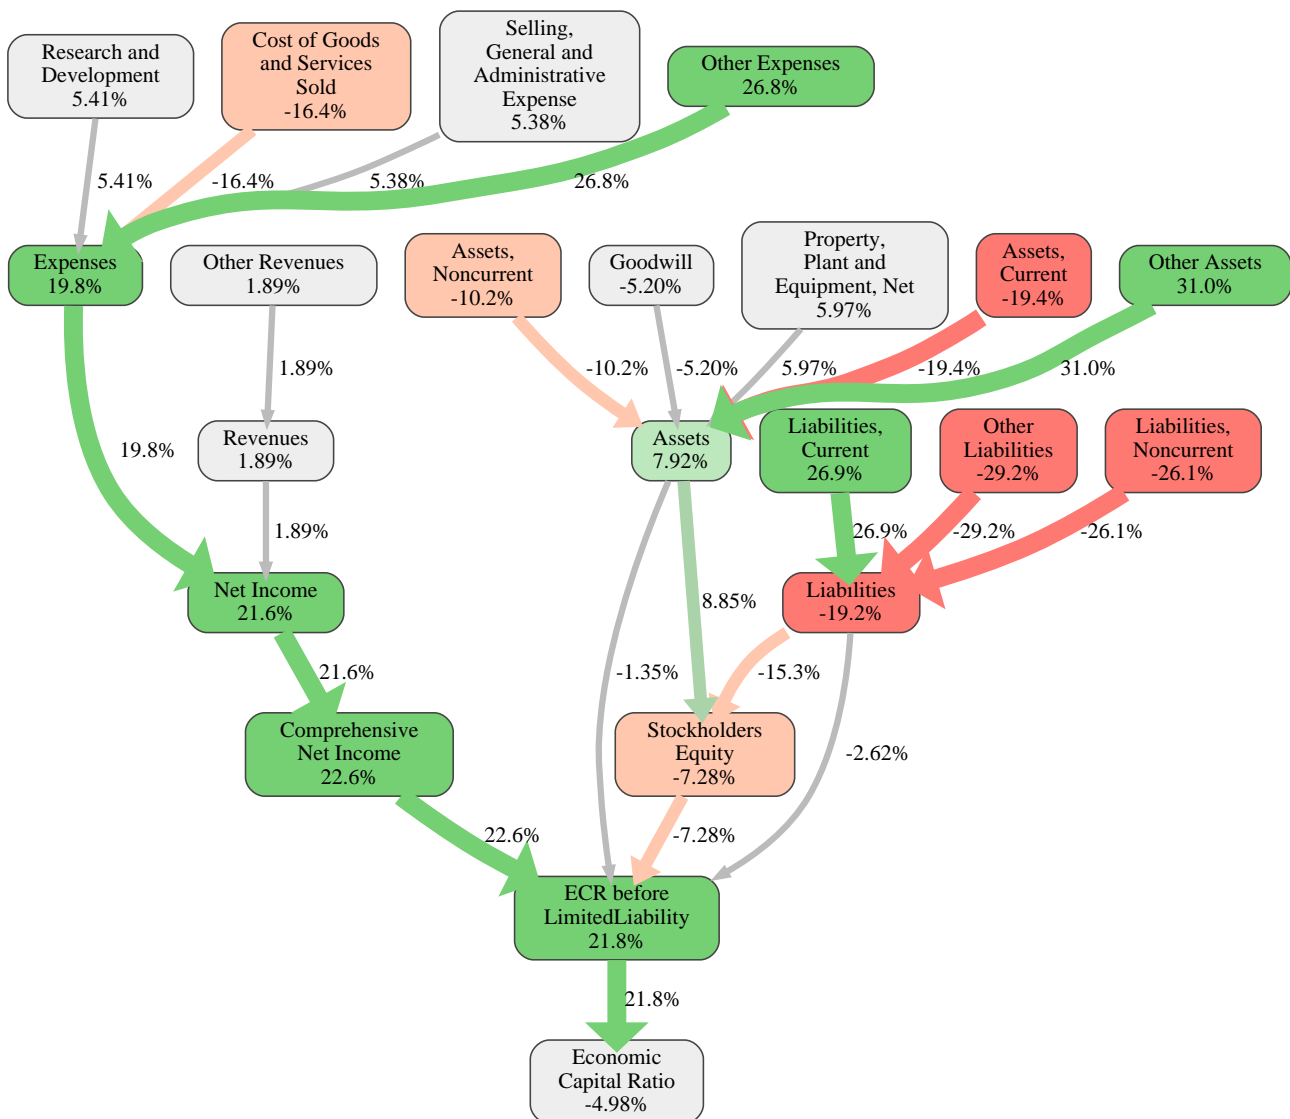 Research and
Development
5.41%
Cost of Goods
and Services
Sold
-16.4%
Selling,
General and
Administrative
Expense
5.38%
Other Expenses
26.8%
5.41%
-16.4%
5.38%
26.8%
Expenses
19.8%
Other Revenues
1.89%
Assets,
Noncurrent
-10.2%
Goodwill
-5.20%
Property,
Plant and
Equipment, Net
5.97%
Assets,
Current
-19.4%
Other Assets
31.0%
1.89%
-10.2%
-5.20%
5.97%
-19.4%
31.0%
19.8%
Revenues
1.89%
Assets
7.92%
Liabilities,
Current
26.9%
Other
Liabilities
-29.2%
Liabilities,
Noncurrent
-26.1%
1.89%
26.9%
-29.2%
-26.1%
Net Income
21.6%
8.85%
Liabilities
-19.2%
21.6%
-1.35%
-15.3%
Comprehensive
Net Income
22.6%
Stockholders
Equity
-7.28%
-2.62%
22.6%
-7.28%
ECR before
LimitedLiability
21.8%
21.8%
Economic
Capital Ratio
-4.98%